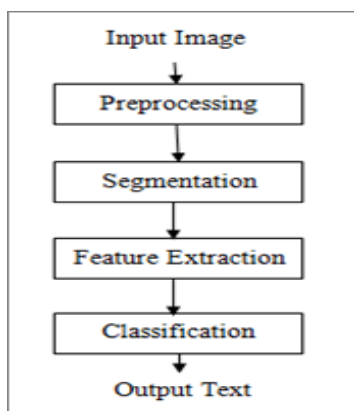 Input Image
Preprocessing
Segmentation
Feature Extraction
Classification
Output Text